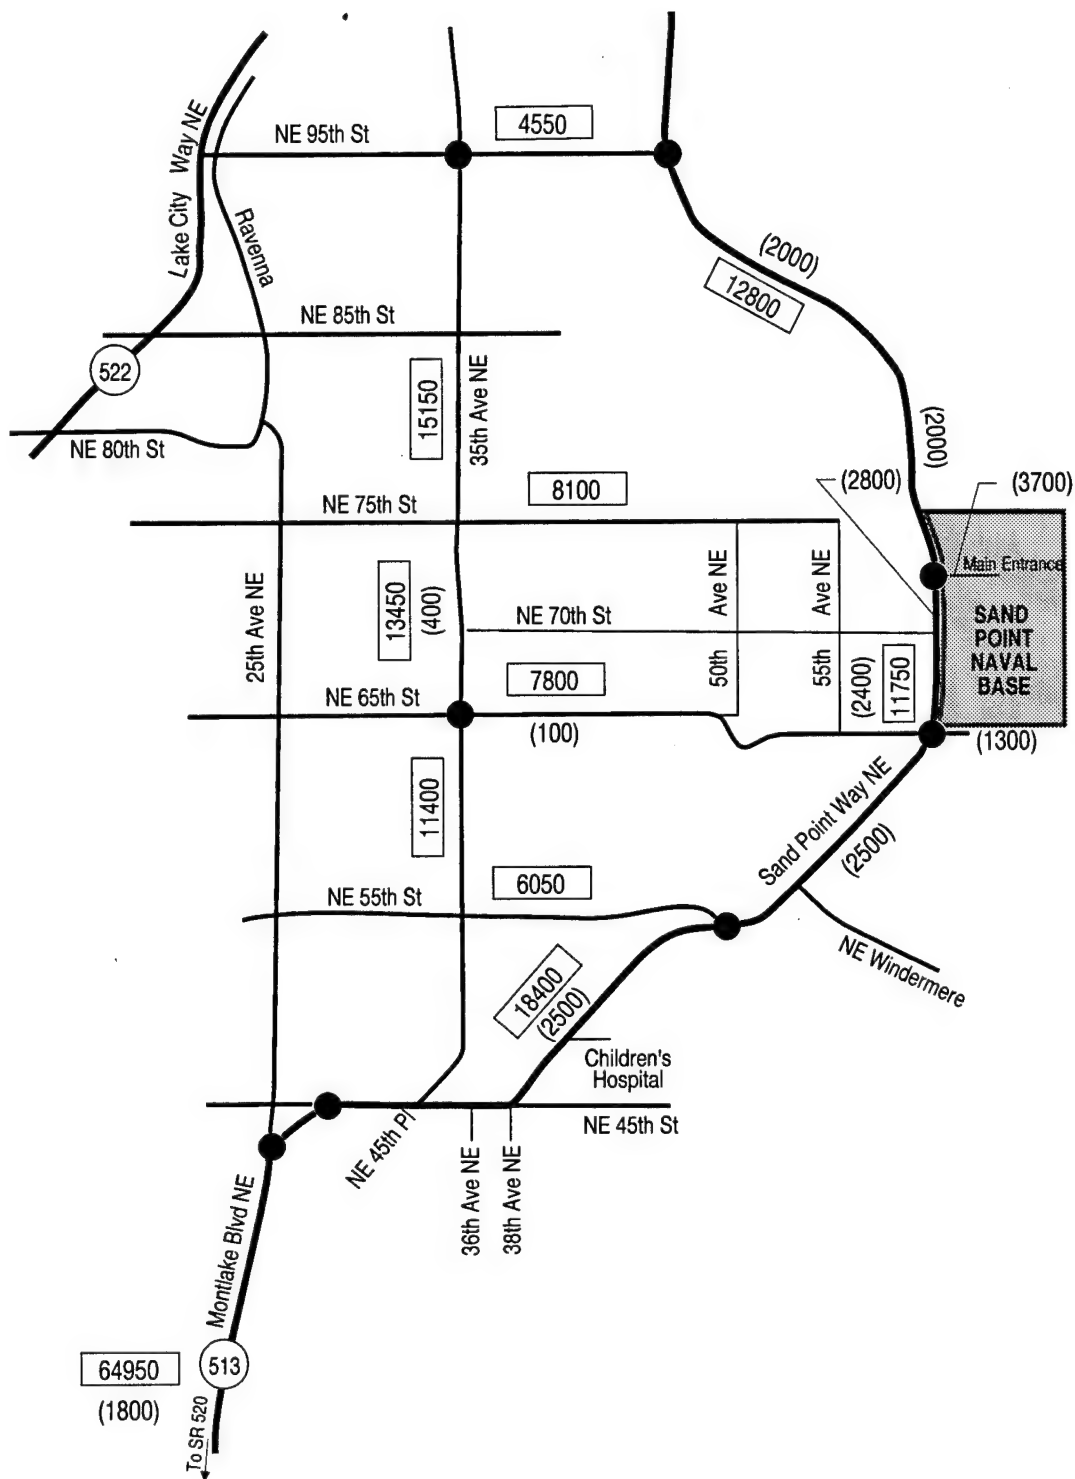 NE 95th St
4550
Lake City Way NE
Ravenna
(2000)
12800
NE 85th St
522
15150
35th Ave NE
(2000)
NE 80th St
8100
(2800)
(3700)
NE 75th St
Main Entrance
25th Ave NE
13450
(400)
NE 70th St
50th Ave NE
55th Ave NE
SAND
POINT
NAVAL
BASE
7800
(2400)
11750
NE 65th St
(100)
(1300)
11400
Sand Point Way NE
(2500)
NE 55th St
6050
NE Windermere
18400
(2500)
Children's
Hospital
NE 45th St
NE 45th Pl
36th Ave NE
38th Ave NE
Montlake Blvd NE
64950
513
(1800)
To SR 520